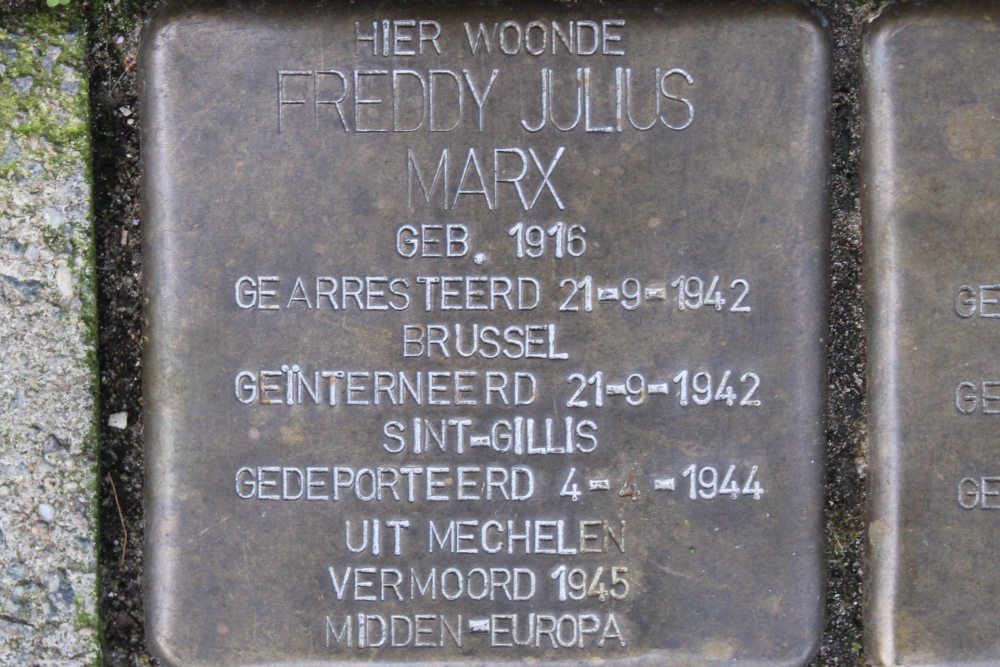 HIER WOONDE
FREDDY JULIUS
MARX
GEB. 1916
GEARRESTEERD 21-9-1942
BRUSSEL
GEÏNTERNEERD 21-9-1942
SINT-GILLIS
GEDEPORTEERD 4-4-1944
UIT MECHELEN
VERMOORD 1945
MIDDEN-EUROPA